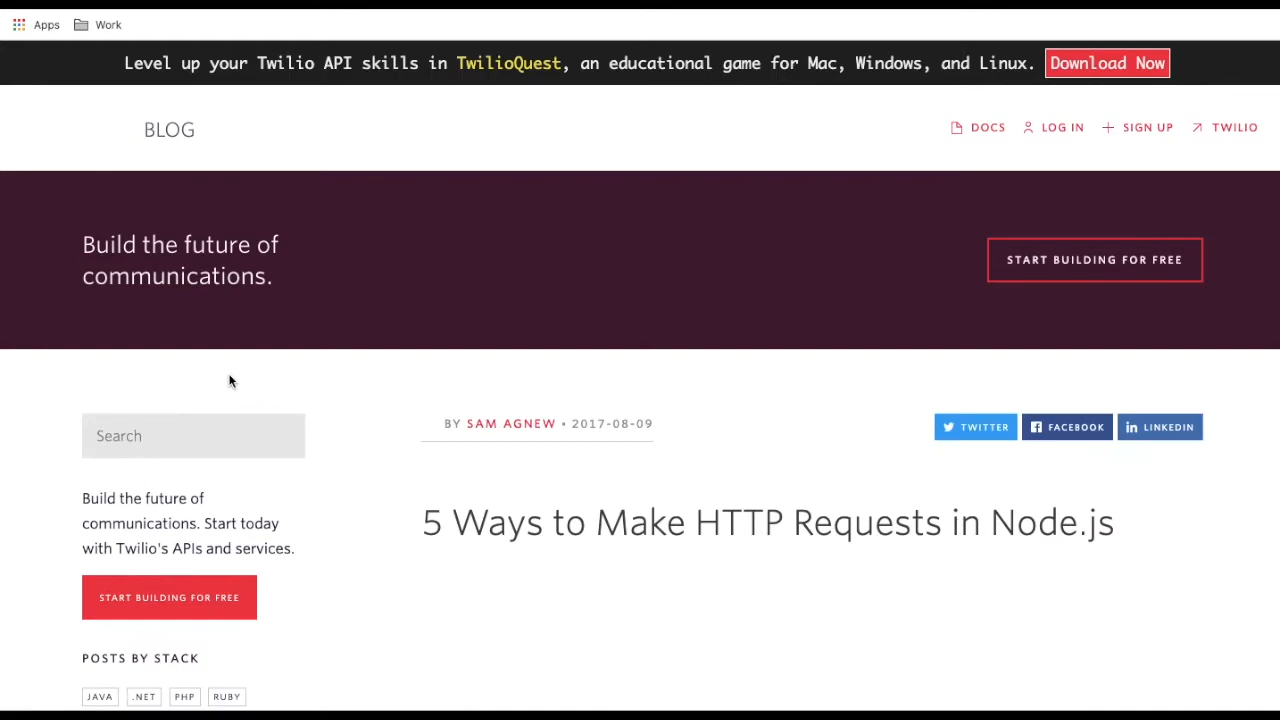 Apps Work
Level up your Twilio API skills in TwilioQuest, an educational game for Mac, Windows, and Linux. Download Now
BLOG
DOCS LOG IN SIGN UP TWILIO
Build the future of
communications.
START BUILDING FOR FREE
Search
BY SAM AGNEW • 2017-08-09
TWITTER FACEBOOK LINKEDIN
Build the future of
communications. Start today
with Twilio's APIs and services.
START BUILDING FOR FREE
5 Ways to Make HTTP Requests in Node.js
POSTS BY STACK
JAVA .NET PHP RUBY